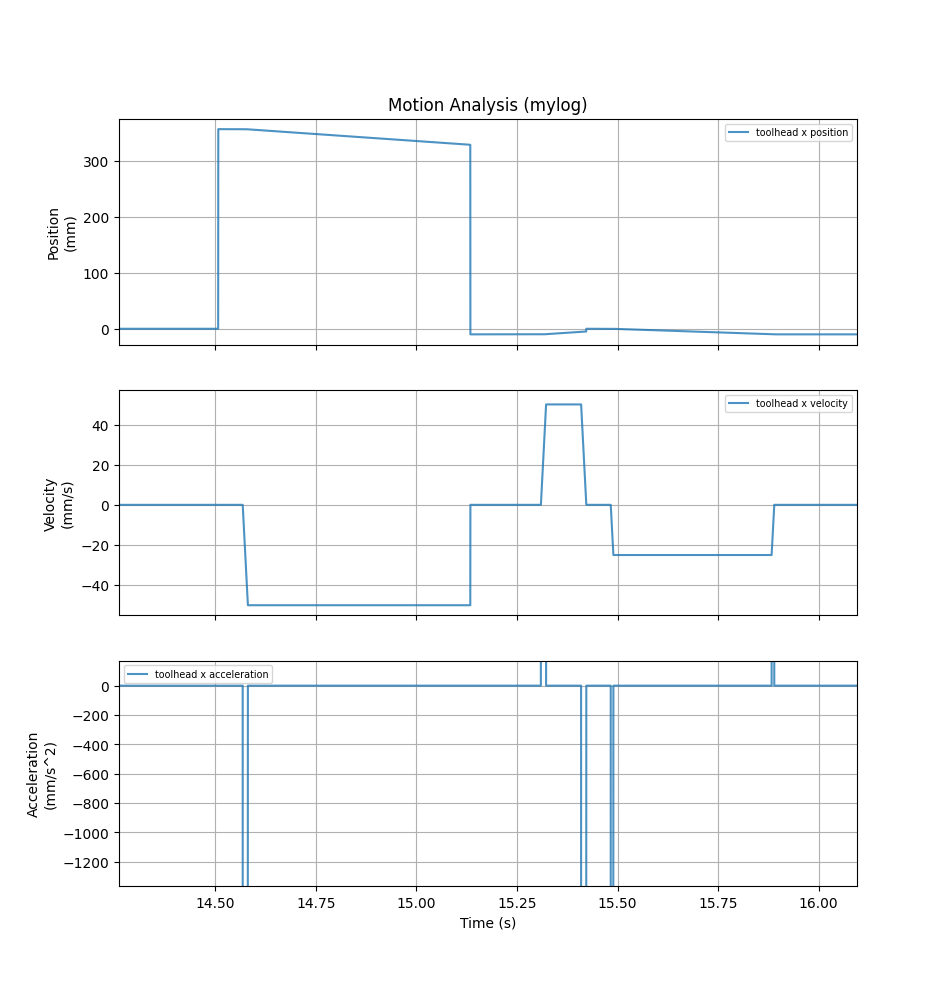 Motion Analysis (mylog)
toolhead x position
Position
(mm)
300
200
100
0
toolhead x velocity
Velocity
(mm/s)
40
20
0
−20
−40
toolhead x acceleration
Acceleration
(mm/s^2)
0
−200
−400
−600
−800
−1000
−1200
14.50 14.75 15.00 15.25 15.50 15.75 16.00
Time (s)